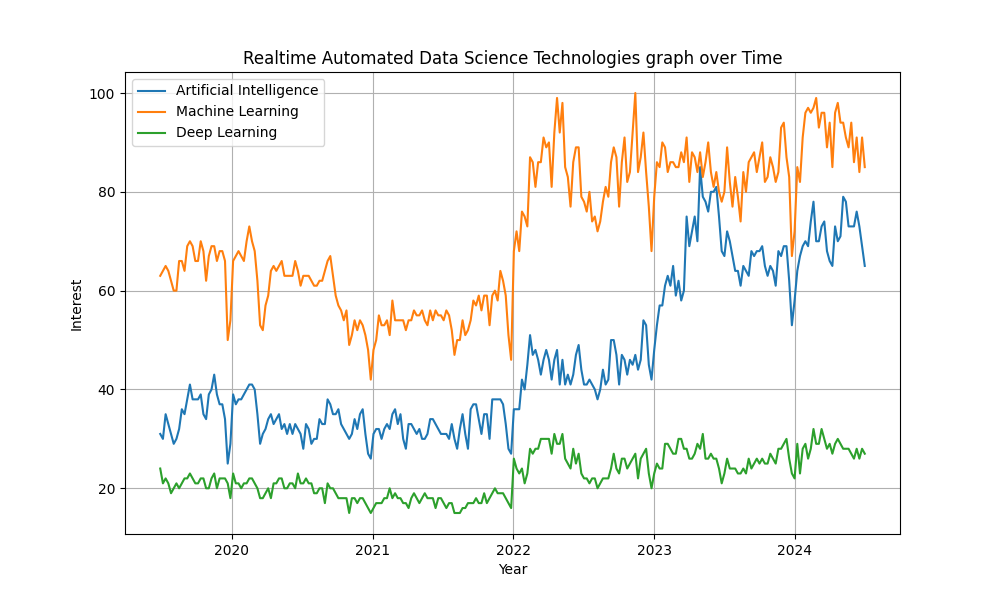 Realtime Automated Data Science Technologies graph over Time
100
80
60
40
20
Interest
Artificial Intelligence
Machine Learning
Deep Learning
2020
2021
2022
2023
2024
Year